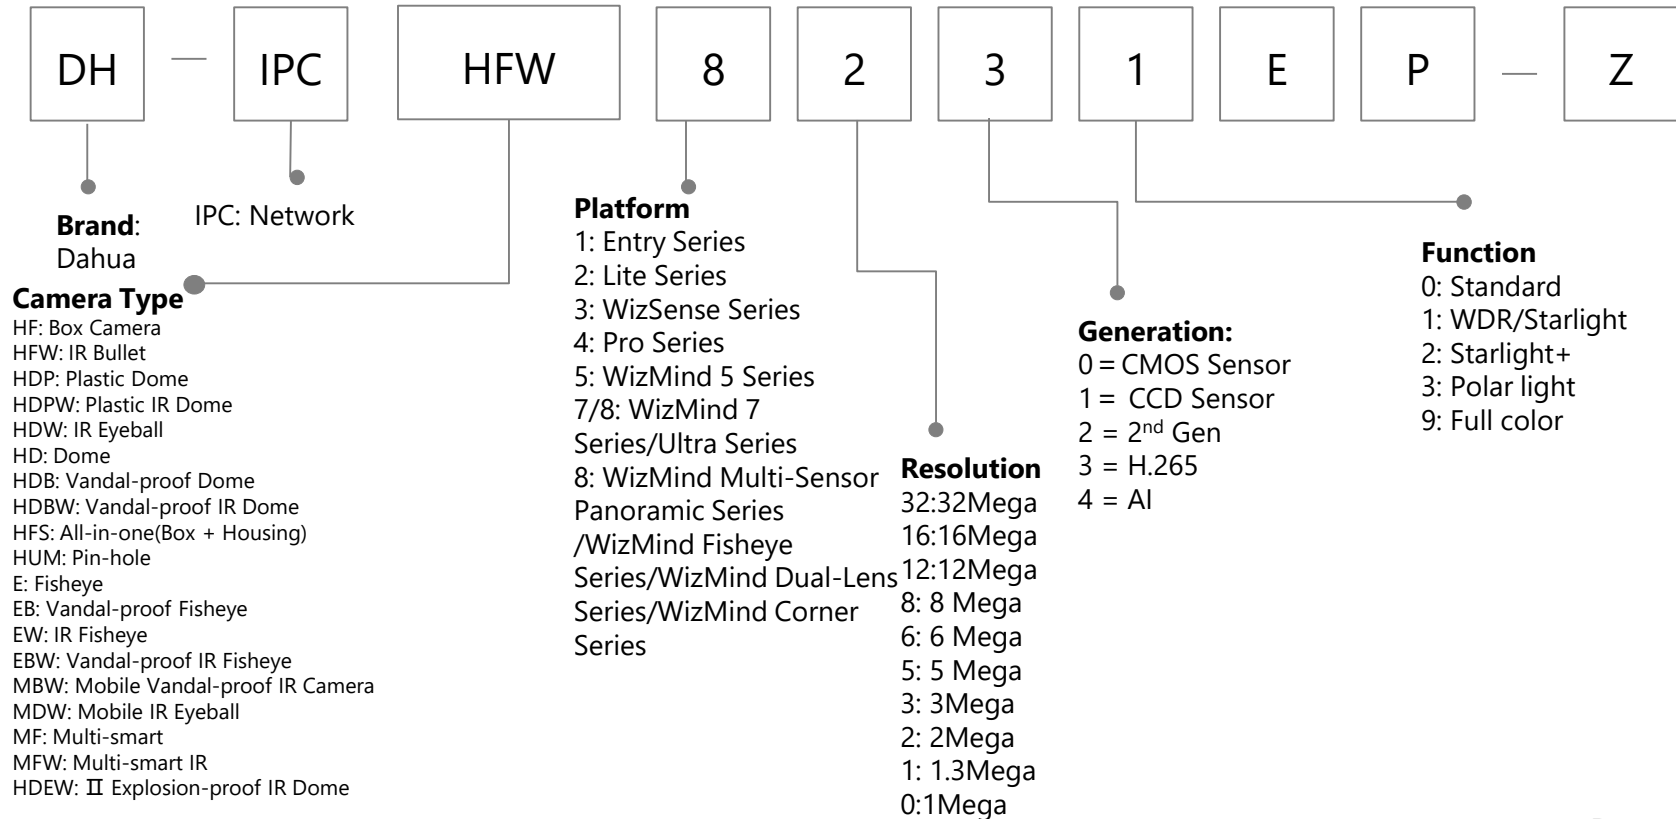 DH — IPC HFW 8 2 3 1 E P — Z
Brand:
Dahua
IPC: Network
Camera Type
HF: Box Camera
HFW: IR Bullet
HDP: Plastic Dome
HDPW: Plastic IR Dome
HDW: IR Eyeball
HD: Dome
HDB: Vandal-proof Dome
HDBW: Vandal-proof IR Dome
HFS: All-in-one(Box + Housing)
HUM: Pin-hole
E: Fisheye
EB: Vandal-proof Fisheye
EW: IR Fisheye
EBW: Vandal-proof IR Fisheye
MBW: Mobile Vandal-proof IR Camera
MDW: Mobile IR Eyeball
MF: Multi-smart
MFW: Multi-smart IR
HDEW: Ⅱ Explosion-proof IR Dome
Platform
1: Entry Series
2: Lite Series
3: WizSense Series
4: Pro Series
5: WizMind 5 Series
7/8: WizMind 7
Series/Ultra Series
8: WizMind Multi-Sensor
Panoramic Series
/WizMind Fisheye
Series/WizMind Dual-Lens
Series/WizMind Corner
Series
Resolution
32:32Mega
16:16Mega
12:12Mega
8: 8 Mega
6: 6 Mega
5: 5 Mega
3: 3Mega
2: 2Mega
1: 1.3Mega
0:1Mega
Generation:
0 = CMOS Sensor
1 = CCD Sensor
2 = 2nd Gen
3 = H.265
4 = AI
Function
0: Standard
1: WDR/Starlight
2: Starlight+
3: Polar light
9: Full color